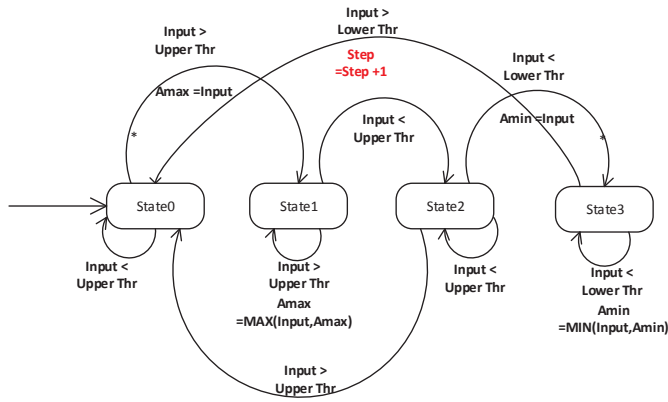 Input >
Lower Thr
Step
=Step +1
Input >
Upper Thr
Amax =Input
*
Input <
Upper Thr
Input <
Lower Thr
Amin =Input
*
State0
State1
State2
State3
Input <
Upper Thr
Input >
Upper Thr
Amax
=MAX(Input,Amax)
Input <
Upper Thr
Input <
Lower Thr
Amin
=MIN(Input,Amin)
Input >
Upper Thr